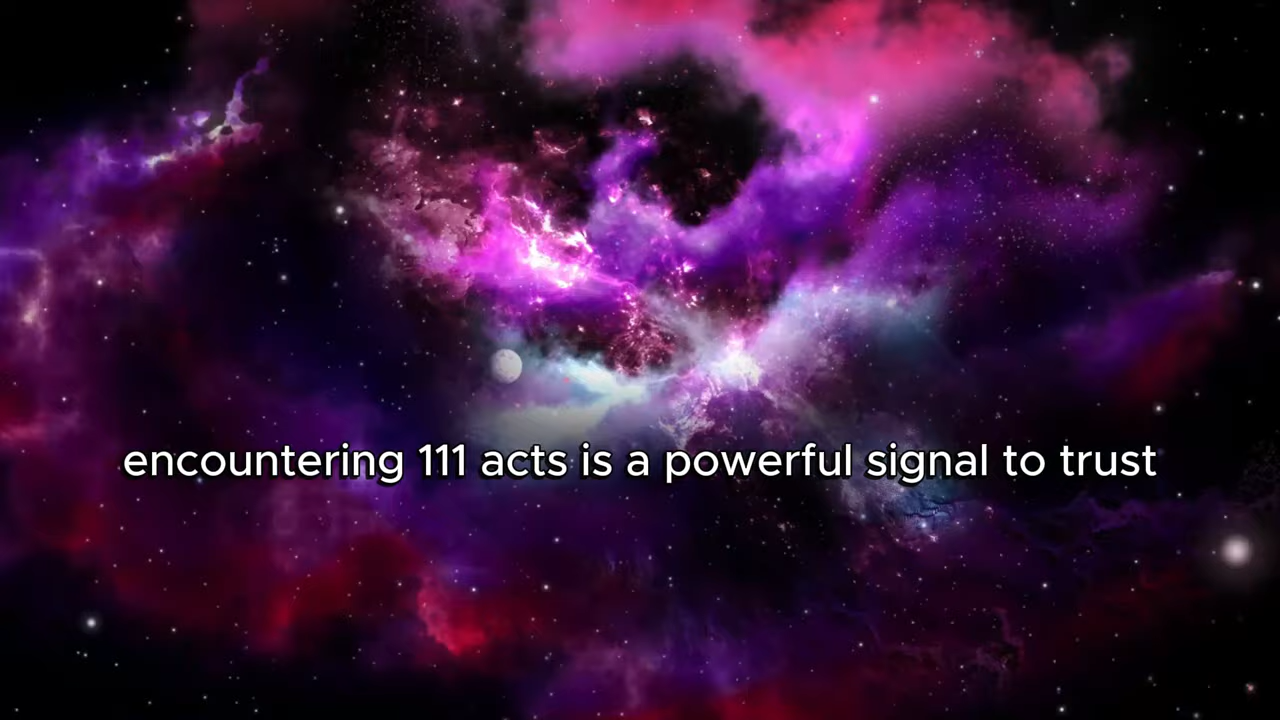 encountering 111 acts is a powerful signal to trust